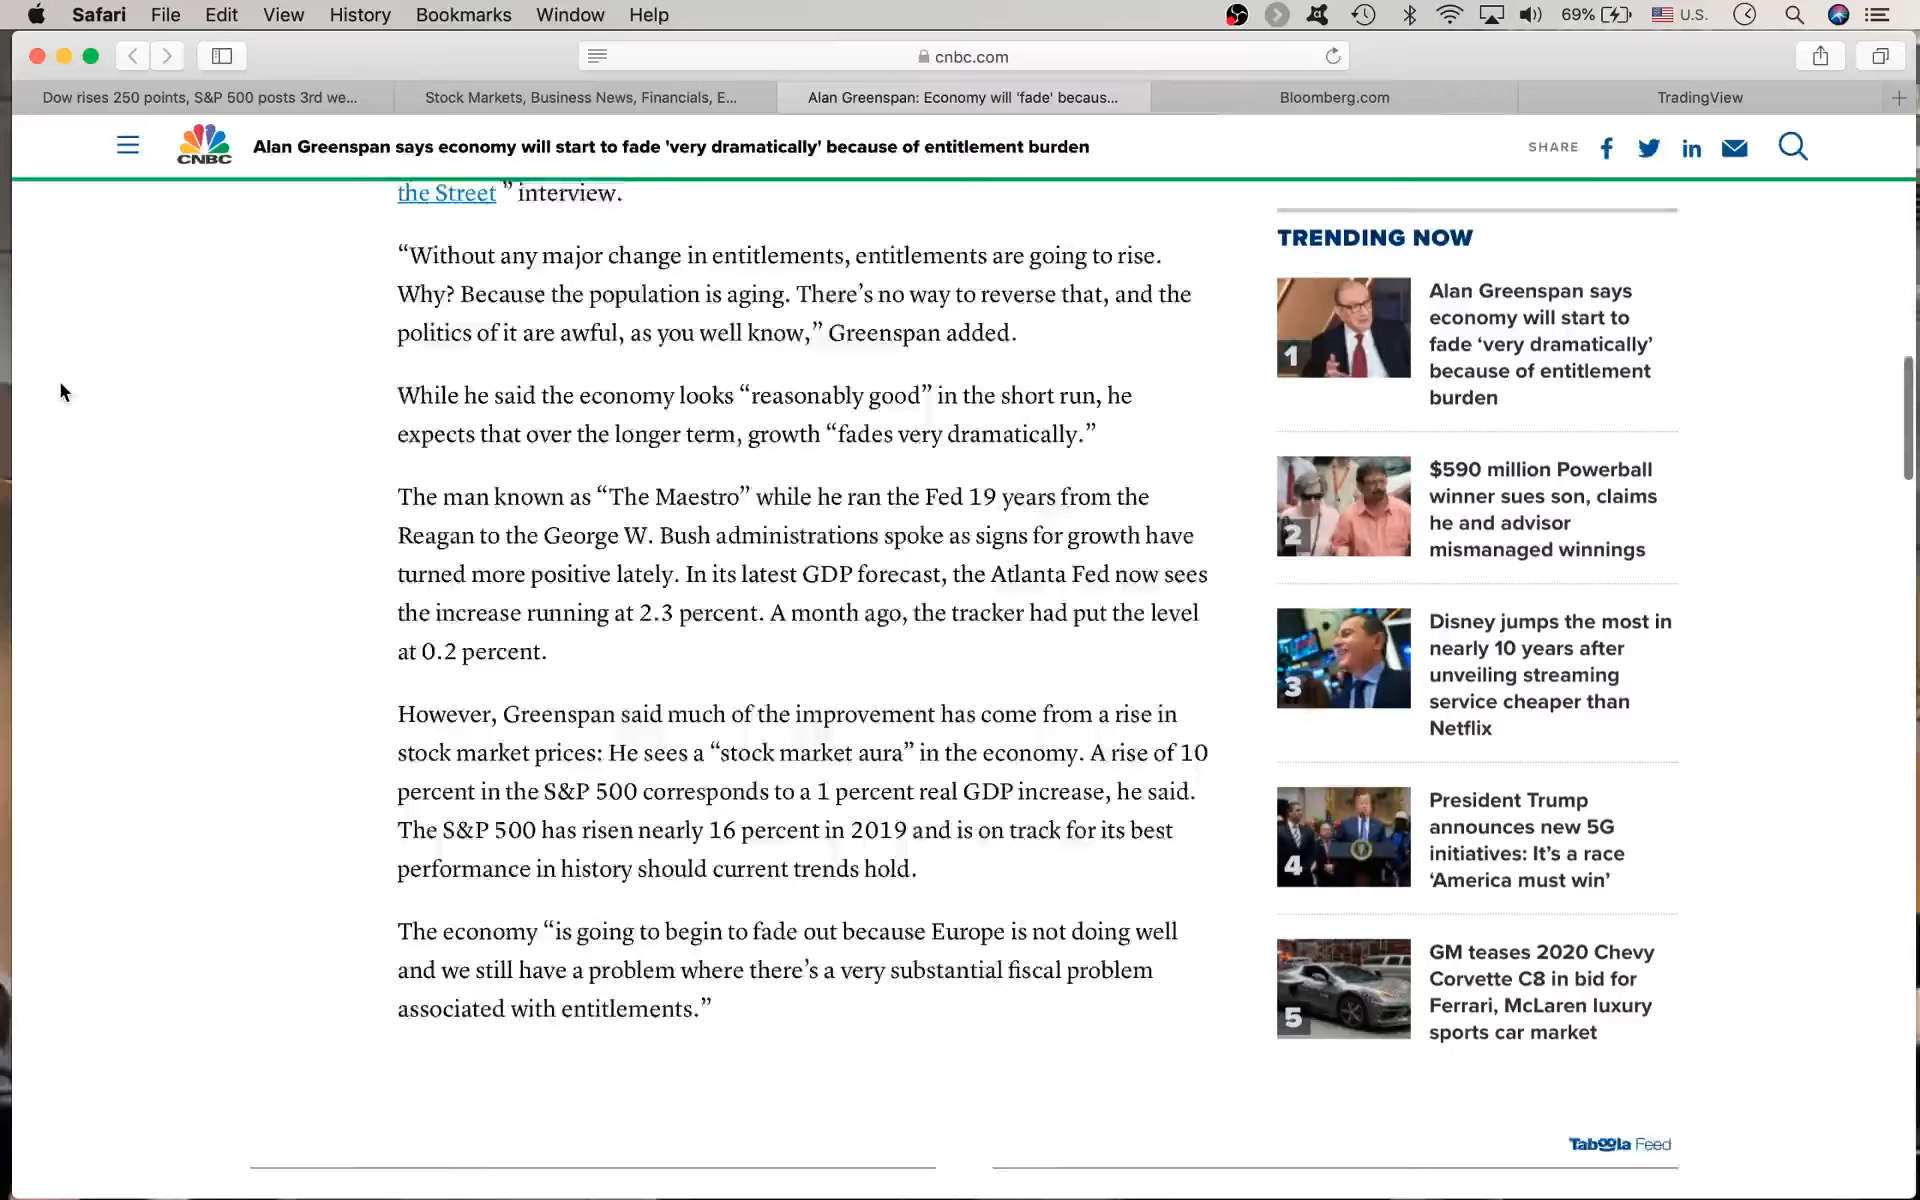 Safari File Edit View History Bookmarks Window Help 69% U.S.
cnbc.com
Dow rises 250 points, S&P 500 posts 3rd we... Stock Markets, Business News, Financials, E... Alan Greenspan: Economy will 'fade' becaus... Bloomberg.com TradingView
CNBC Alan Greenspan says economy will start to fade 'very dramatically' because of entitlement burden SHARE
the Street ” interview.
“Without any major change in entitlements, entitlements are going to rise.
Why? Because the population is aging. There’s no way to reverse that, and the
politics of it are awful, as you well know,” Greenspan added.
While he said the economy looks “reasonably good” in the short run, he
expects that over the longer term, growth “fades very dramatically.”
The man known as “The Maestro” while he ran the Fed 19 years from the
Reagan to the George W. Bush administrations spoke as signs for growth have
turned more positive lately. In its latest GDP forecast, the Atlanta Fed now sees
the increase running at 2.3 percent. A month ago, the tracker had put the level
at 0.2 percent.
However, Greenspan said much of the improvement has come from a rise in
stock market prices: He sees a “stock market aura” in the economy. A rise of 10
percent in the S&P 500 corresponds to a 1 percent real GDP increase, he said.
The S&P 500 has risen nearly 16 percent in 2019 and is on track for its best
performance in history should current trends hold.
The economy “is going to begin to fade out because Europe is not doing well
and we still have a problem where there’s a very substantial fiscal problem
associated with entitlements.”
TRENDING NOW
1
Alan Greenspan says
economy will start to
fade ‘very dramatically’
because of entitlement
burden
2
$590 million Powerball
winner sues son, claims
he and advisor
mismanaged winnings
3
Disney jumps the most in
nearly 10 years after
unveiling streaming
service cheaper than
Netflix
4
President Trump
announces new 5G
initiatives: It’s a race
‘America must win’
5
GM teases 2020 Chevy
Corvette C8 in bid for
Ferrari, McLaren luxury
sports car market
Taboola Feed